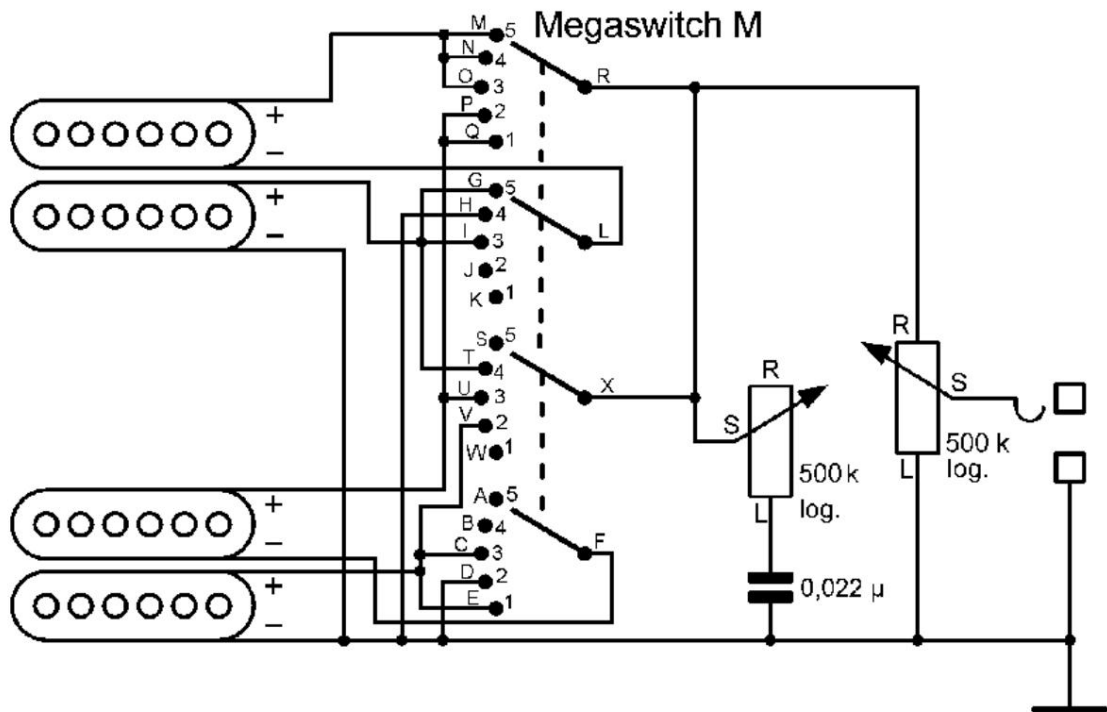 Megaswitch M
M 5
N 4
O 3
P 2
Q 1
R
+
−
G 5
H 4
I 3
J 2
K 1
L
+
−
S 5
T 4
U 3
V 2
W 1
X
R
S
500 k
log.
L
R
S
500 k
log.
L
0,022 µ
+
−
A 5
B 4
C 3
D 2
E 1
F
+
−